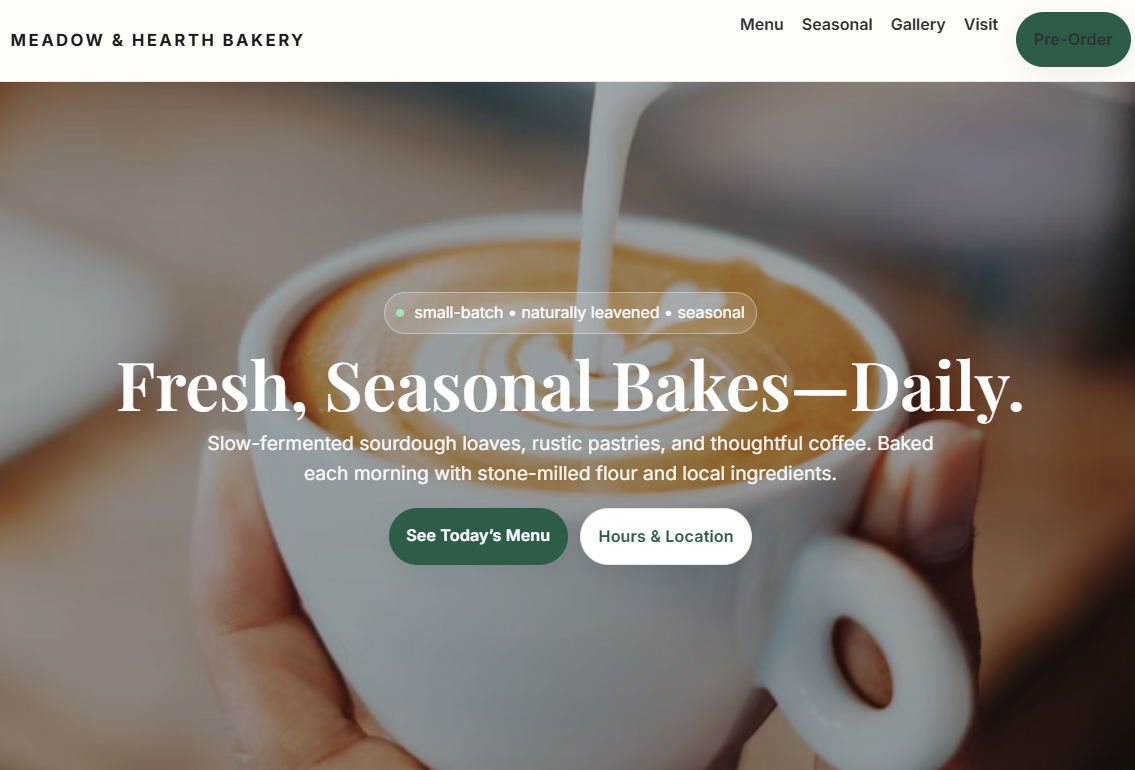 MEADOW & HEARTH BAKERY
Menu Seasonal Gallery Visit Pre-Order
small-batch • naturally leavened • seasonal
Fresh, Seasonal Bakes—Daily.
Slow-fermented sourdough loaves, rustic pastries, and thoughtful coffee. Baked
each morning with stone-milled flour and local ingredients.
See Today’s Menu Hours & Location